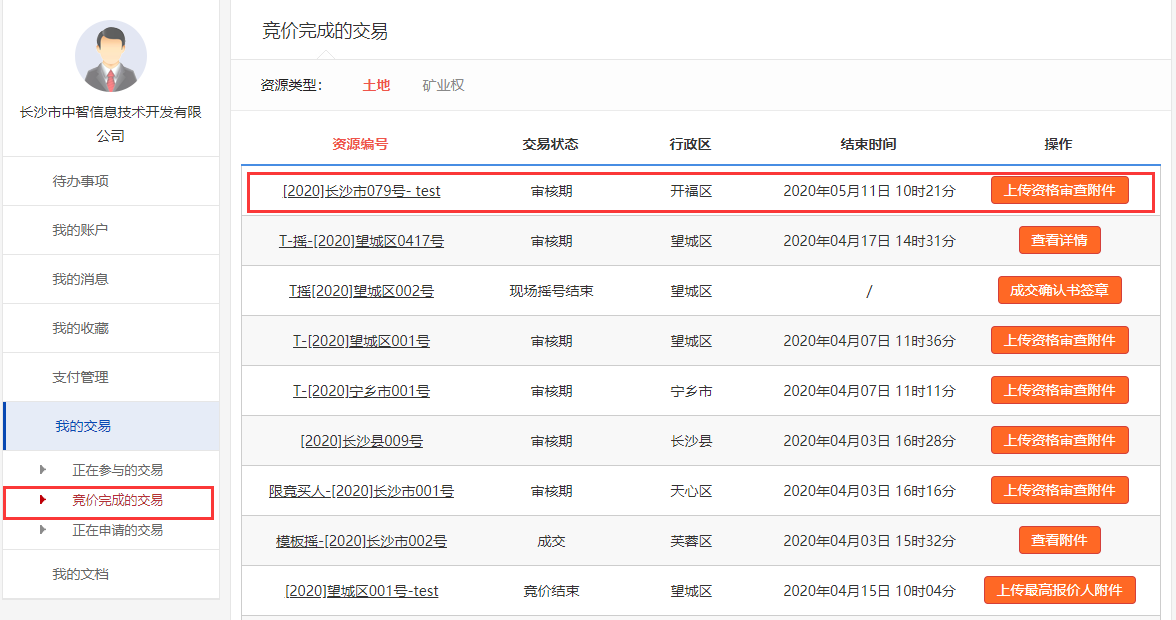 长沙市中智信息技术开发有限
公司
待办事项
我的账户
我的消息
我的收藏
支付管理
我的交易
正在参与的交易
竞价完成的交易
正在申请的交易
我的文档
竞价完成的交易
资源类型： 土地 矿业权
资源编号 交易状态 行政区 结束时间 操作
[2020]长沙市079号- test 审核期 开福区 2020年05月11日 10时21分 上传资格审查附件
T-摇-[2020]望城区0417号 审核期 望城区 2020年04月17日 14时31分 查看详情
T摇[2020]望城区002号 现场摇号结束 望城区 / 成交确认书签章
T-[2020]望城区001号 审核期 望城区 2020年04月07日 11时36分 上传资格审查附件
T-[2020]宁乡市001号 审核期 宁乡市 2020年04月07日 11时11分 上传资格审查附件
[2020]长沙县009号 审核期 长沙县 2020年04月03日 16时28分 上传资格审查附件
限竞买人-[2020]长沙市001号 审核期 天心区 2020年04月03日 16时16分 上传资格审查附件
模板摇-[2020]长沙市002号 成交 芙蓉区 2020年04月03日 15时32分 查看附件
[2020]望城区001号-test 竞价结束 望城区 2020年04月15日 10时04分 上传最高报价人附件